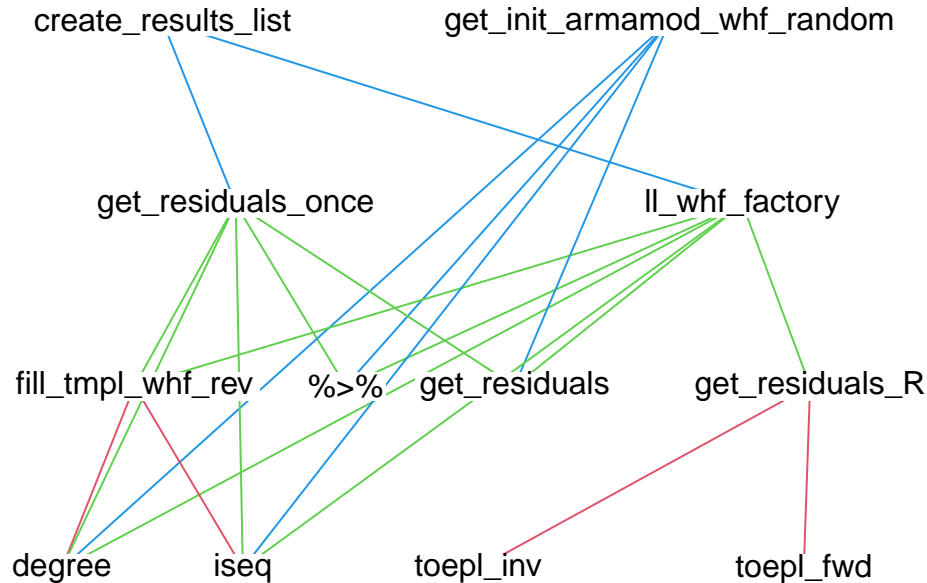 create_results_list get_init_armamod_whf_random
get_residuals_once ll_whf_factory
fill_tmpl_whf_rev %>% get_residuals get_residuals_R
degree iseq toepl_inv toepl_fwd